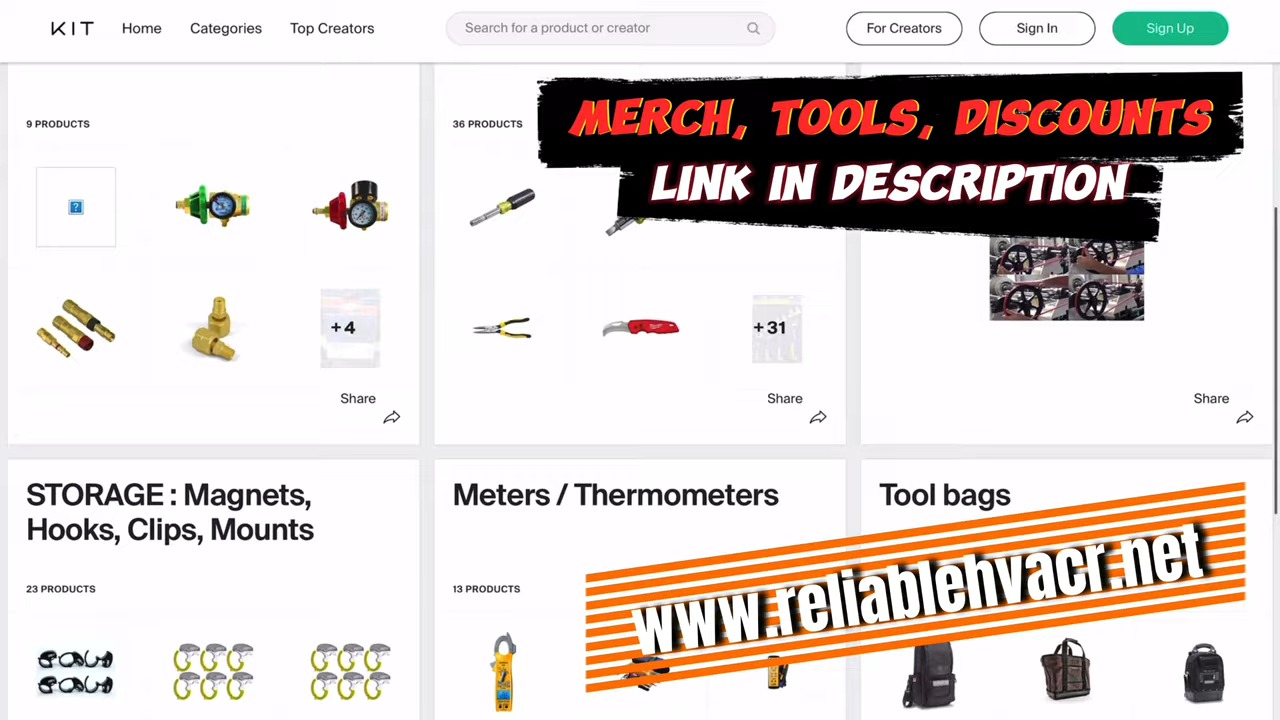 KIT
Home
Categories
Top Creators
Search for a product or creator
For Creators
Sign In
Sign Up
MERCH, TOOLS, DISCOUNTS
LINK IN DESCRIPTION
9 PRODUCTS
36 PRODUCTS
?
+ 4
+ 31
Share
Share
Share
STORAGE : Magnets,
Hooks, Clips, Mounts
Meters / Thermometers
Tool bags
www.reliablehvacr.net
23 PRODUCTS
13 PRODUCTS